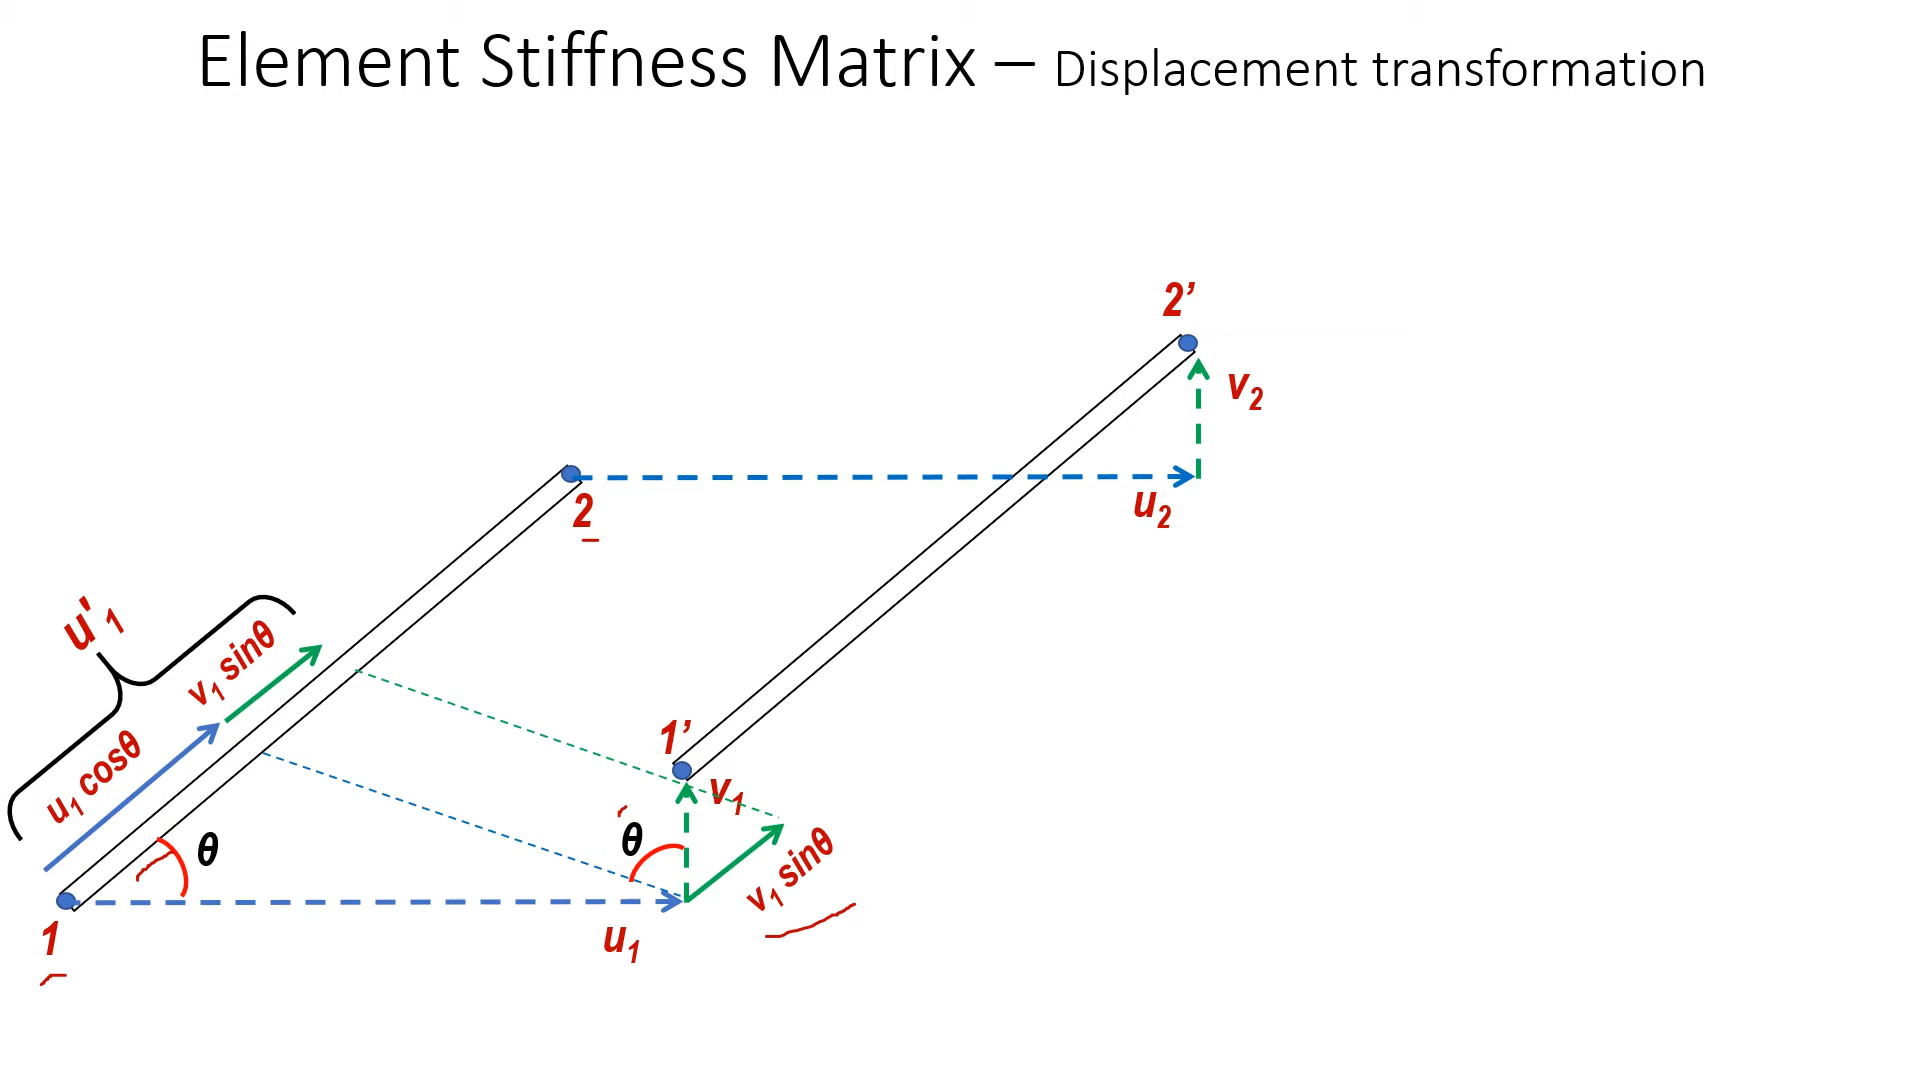 Element Stiffness Matrix – Displacement transformation
2’
v₂
2
u₂
u'₁
v₁ sinθ
u₁ cosθ
1’
v₁
θ
θ
v₁ sinθ
1
u₁